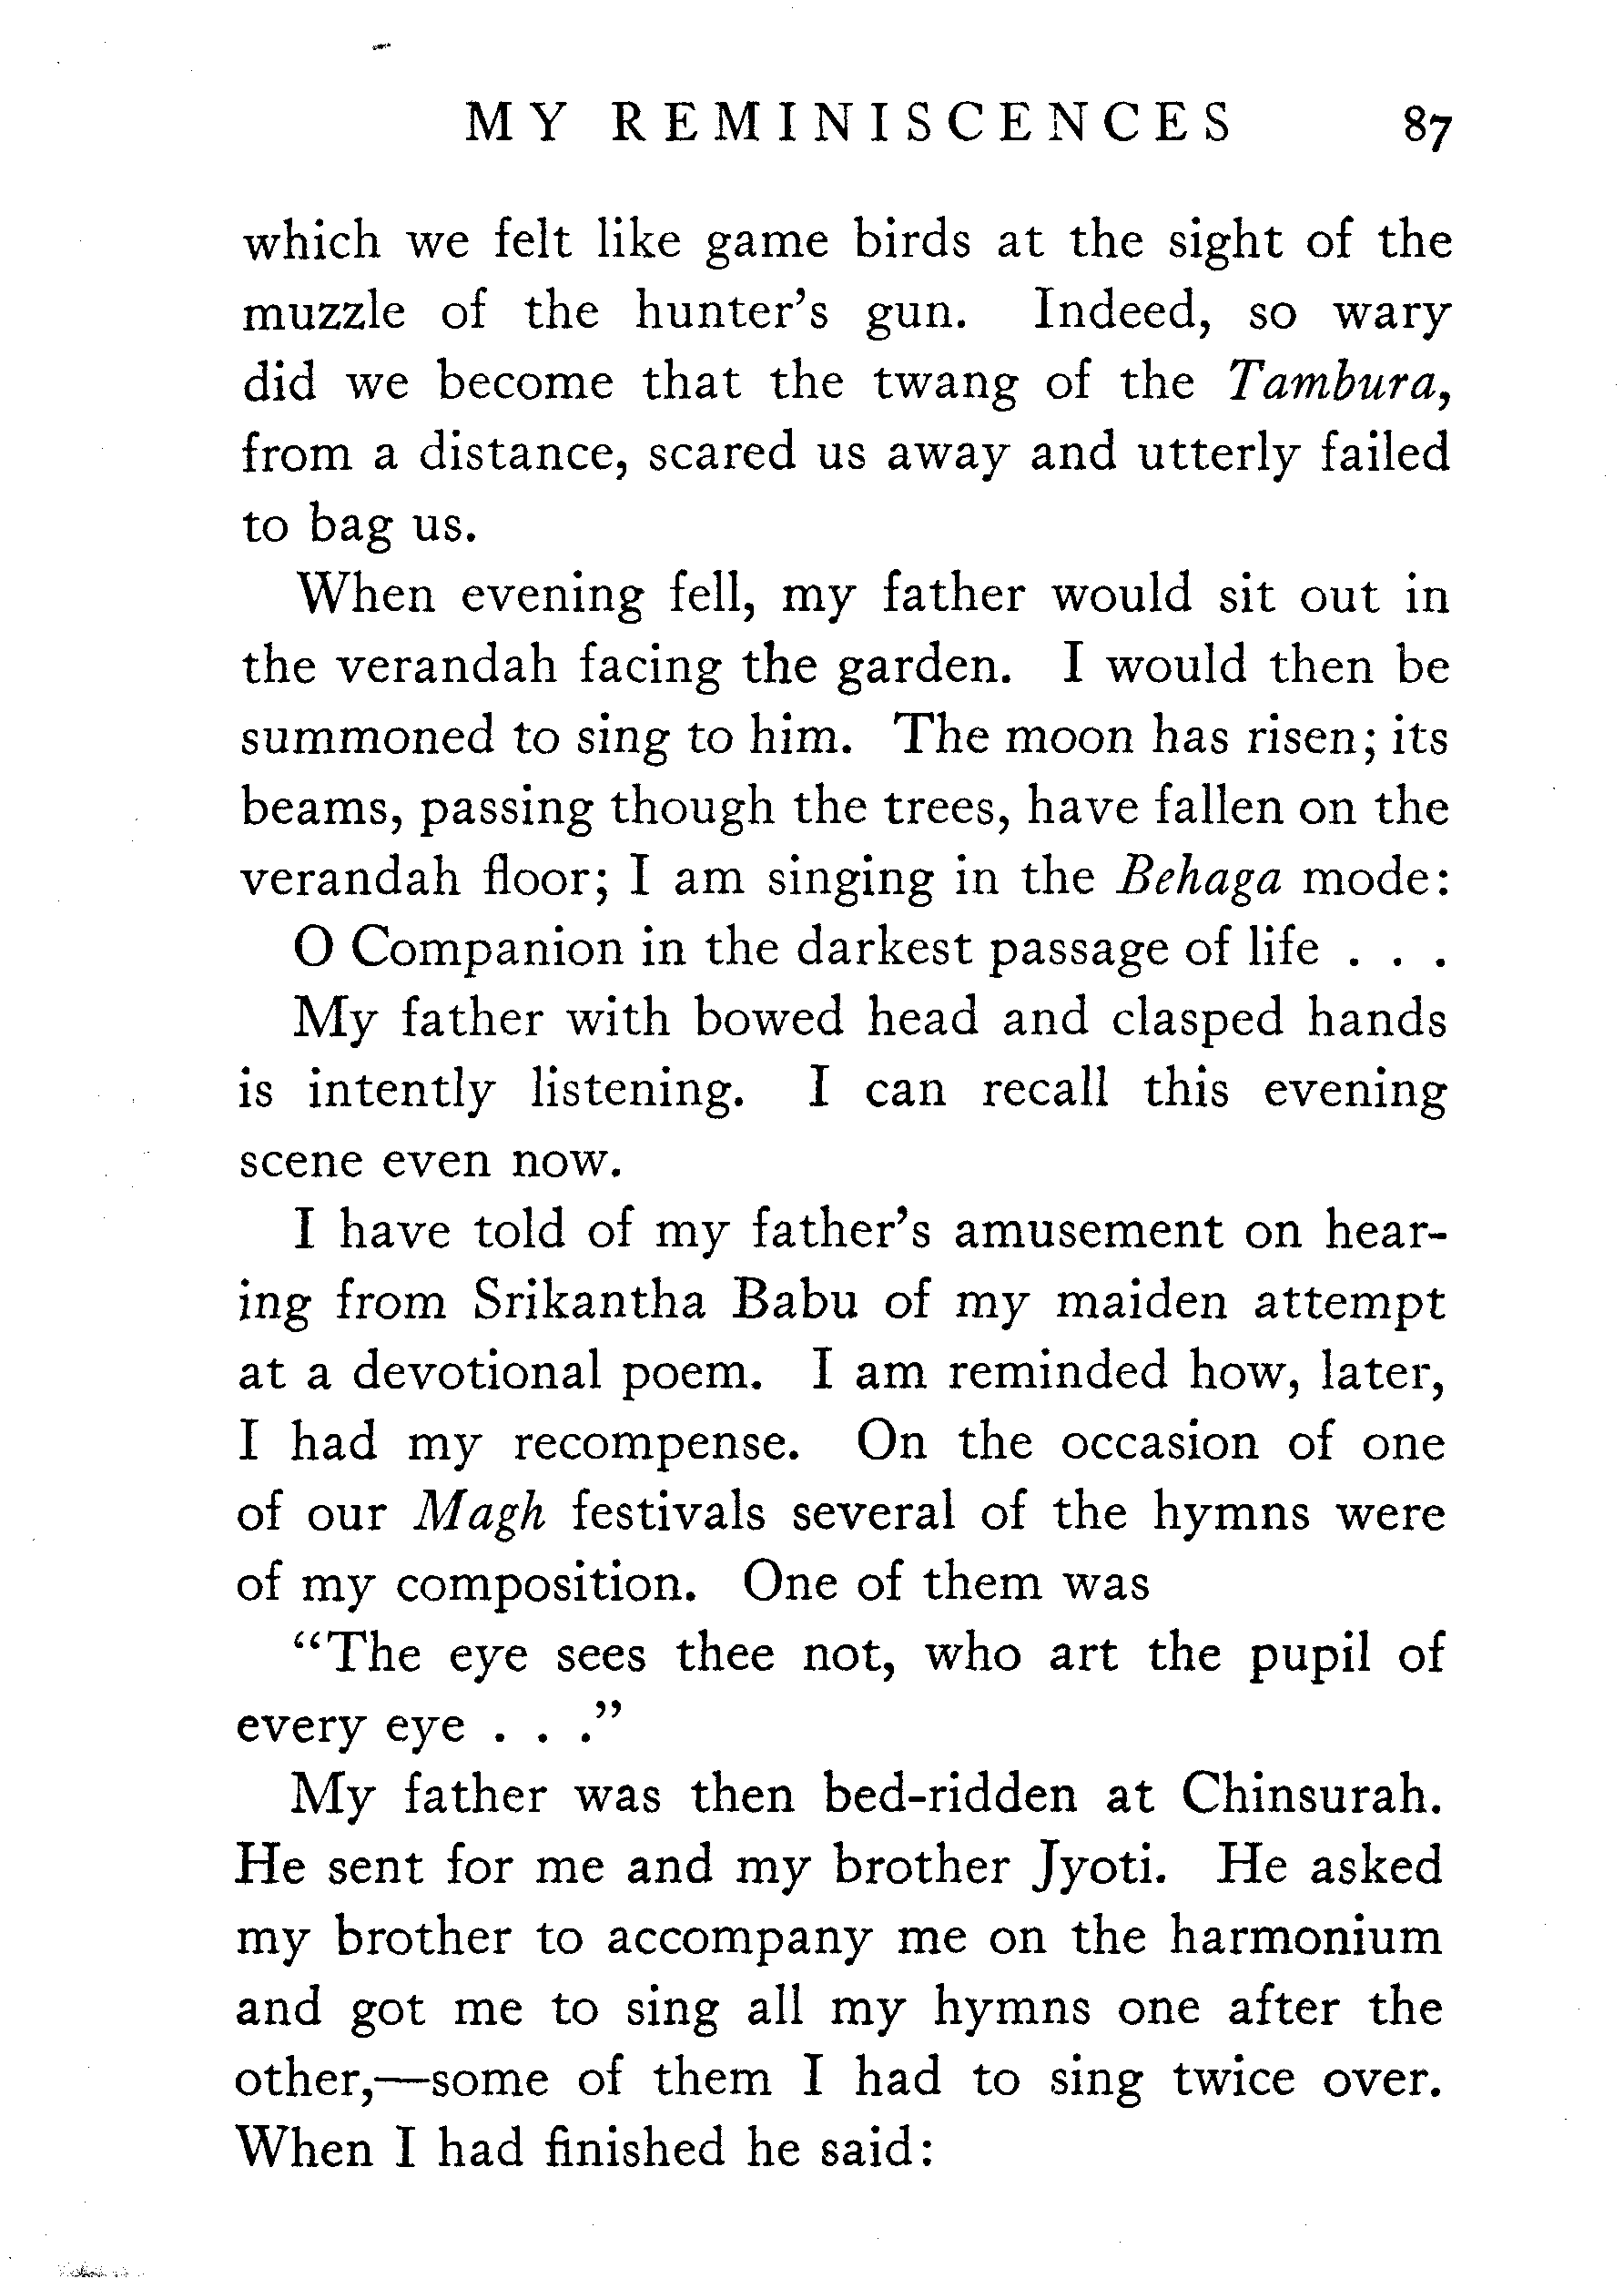 MY REMINISCENCES 87
which we felt like game birds at the sight of the
muzzle of the hunter's gun. Indeed, so wary
did we become that the twang of the Tambura,
from a distance, scared us away and utterly failed
to bag us.
When evening fell, my father would sit out in
the verandah facing the garden. I would then be
summoned to sing to him. The moon has risen; its
beams, passing though the trees, have fallen on the
verandah floor; I am singing in the Behaga mode:
O Companion in the darkest passage of life . . .
My father with bowed head and clasped hands
is intently listening. I can recall this evening
scene even now.
I have told of my father's amusement on hear-
ing from Srikantha Babu of my maiden attempt
at a devotional poem. I am reminded how, later,
I had my recompense. On the occasion of one
of our Magh festivals several of the hymns were
of my composition. One of them was
“The eye sees thee not, who art the pupil of
every eye . . .”
My father was then bed-ridden at Chinsurah.
He sent for me and my brother Jyoti. He asked
my brother to accompany me on the harmonium
and got me to sing all my hymns one after the
other,—some of them I had to sing twice over.
When I had finished he said: